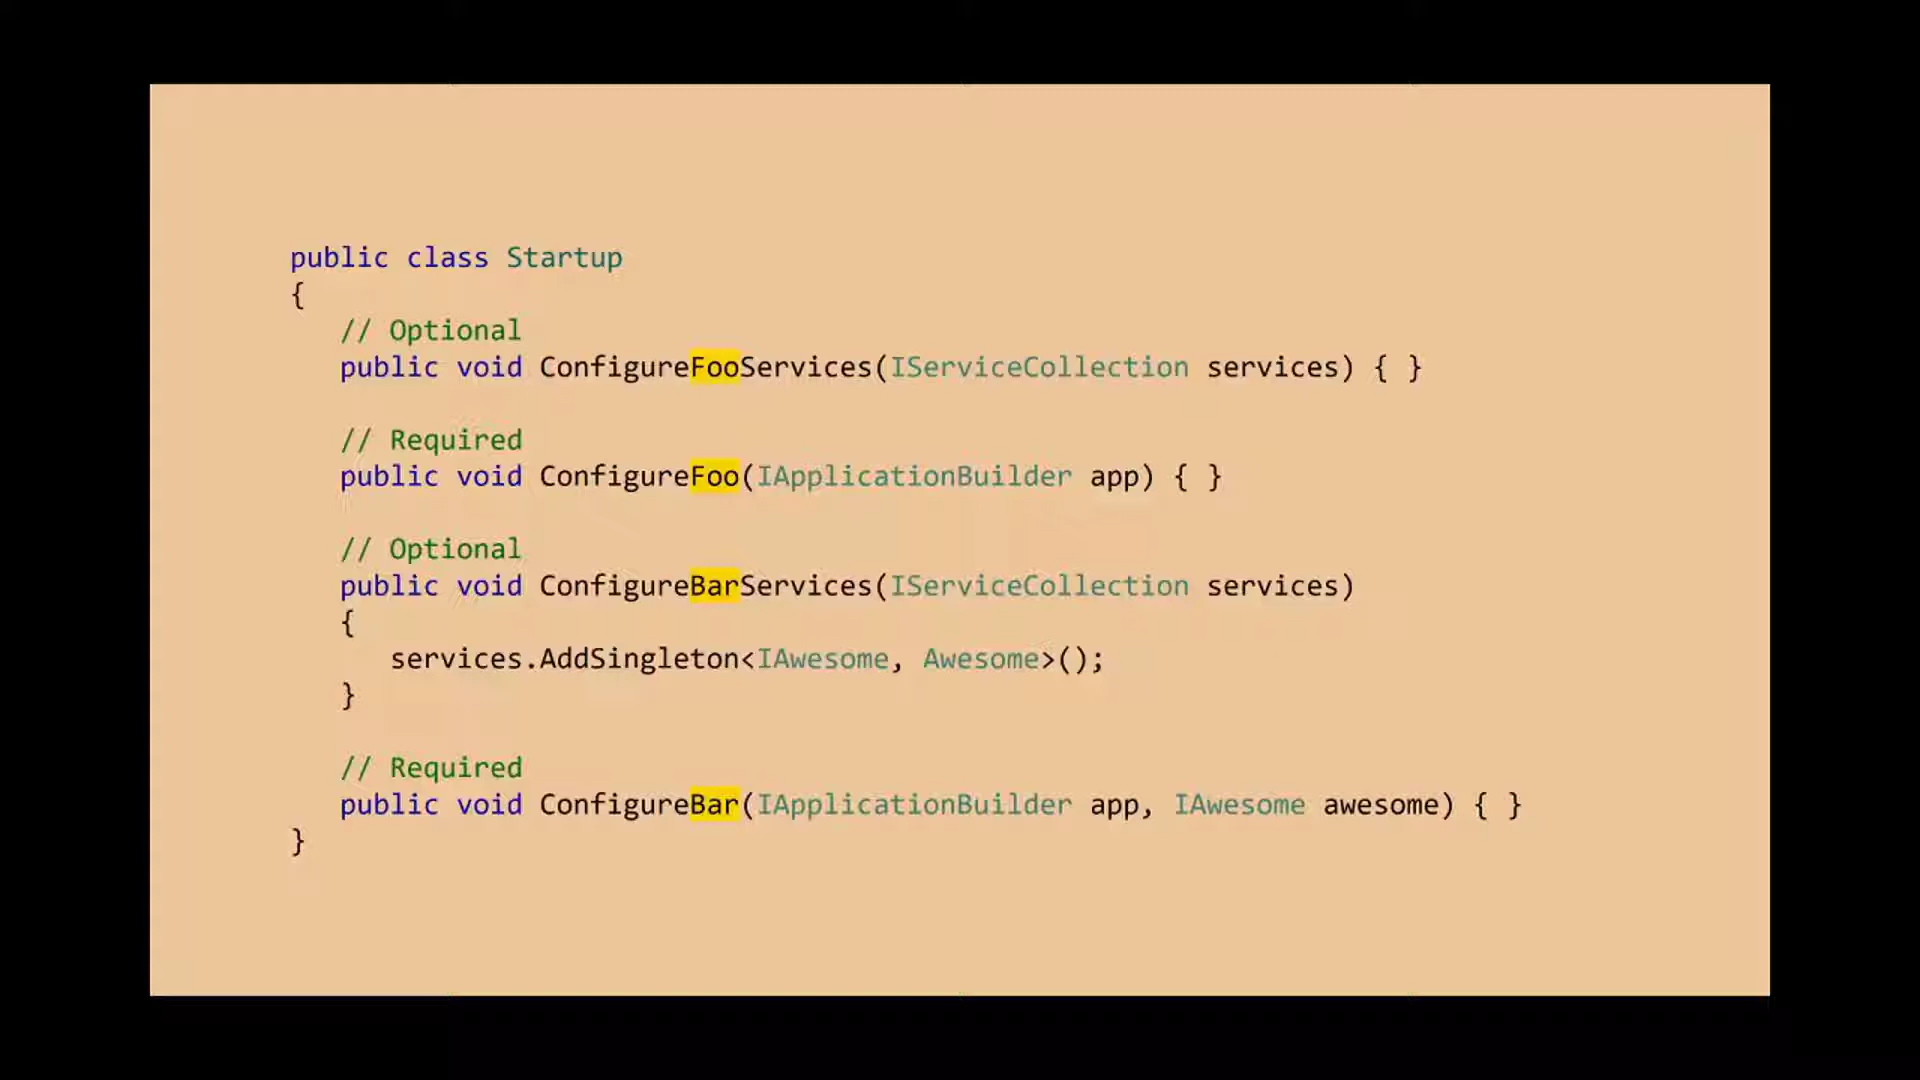 public class Startup
{
// Optional
public void ConfigureFooServices(IServiceCollection services) { }
// Required
public void ConfigureFoo(IApplicationBuilder app) { }
// Optional
public void ConfigureBarServices(IServiceCollection services)
{
services.AddSingleton<IAwesome, Awesome>();
}
// Required
public void ConfigureBar(IApplicationBuilder app, IAwesome awesome) { }
}